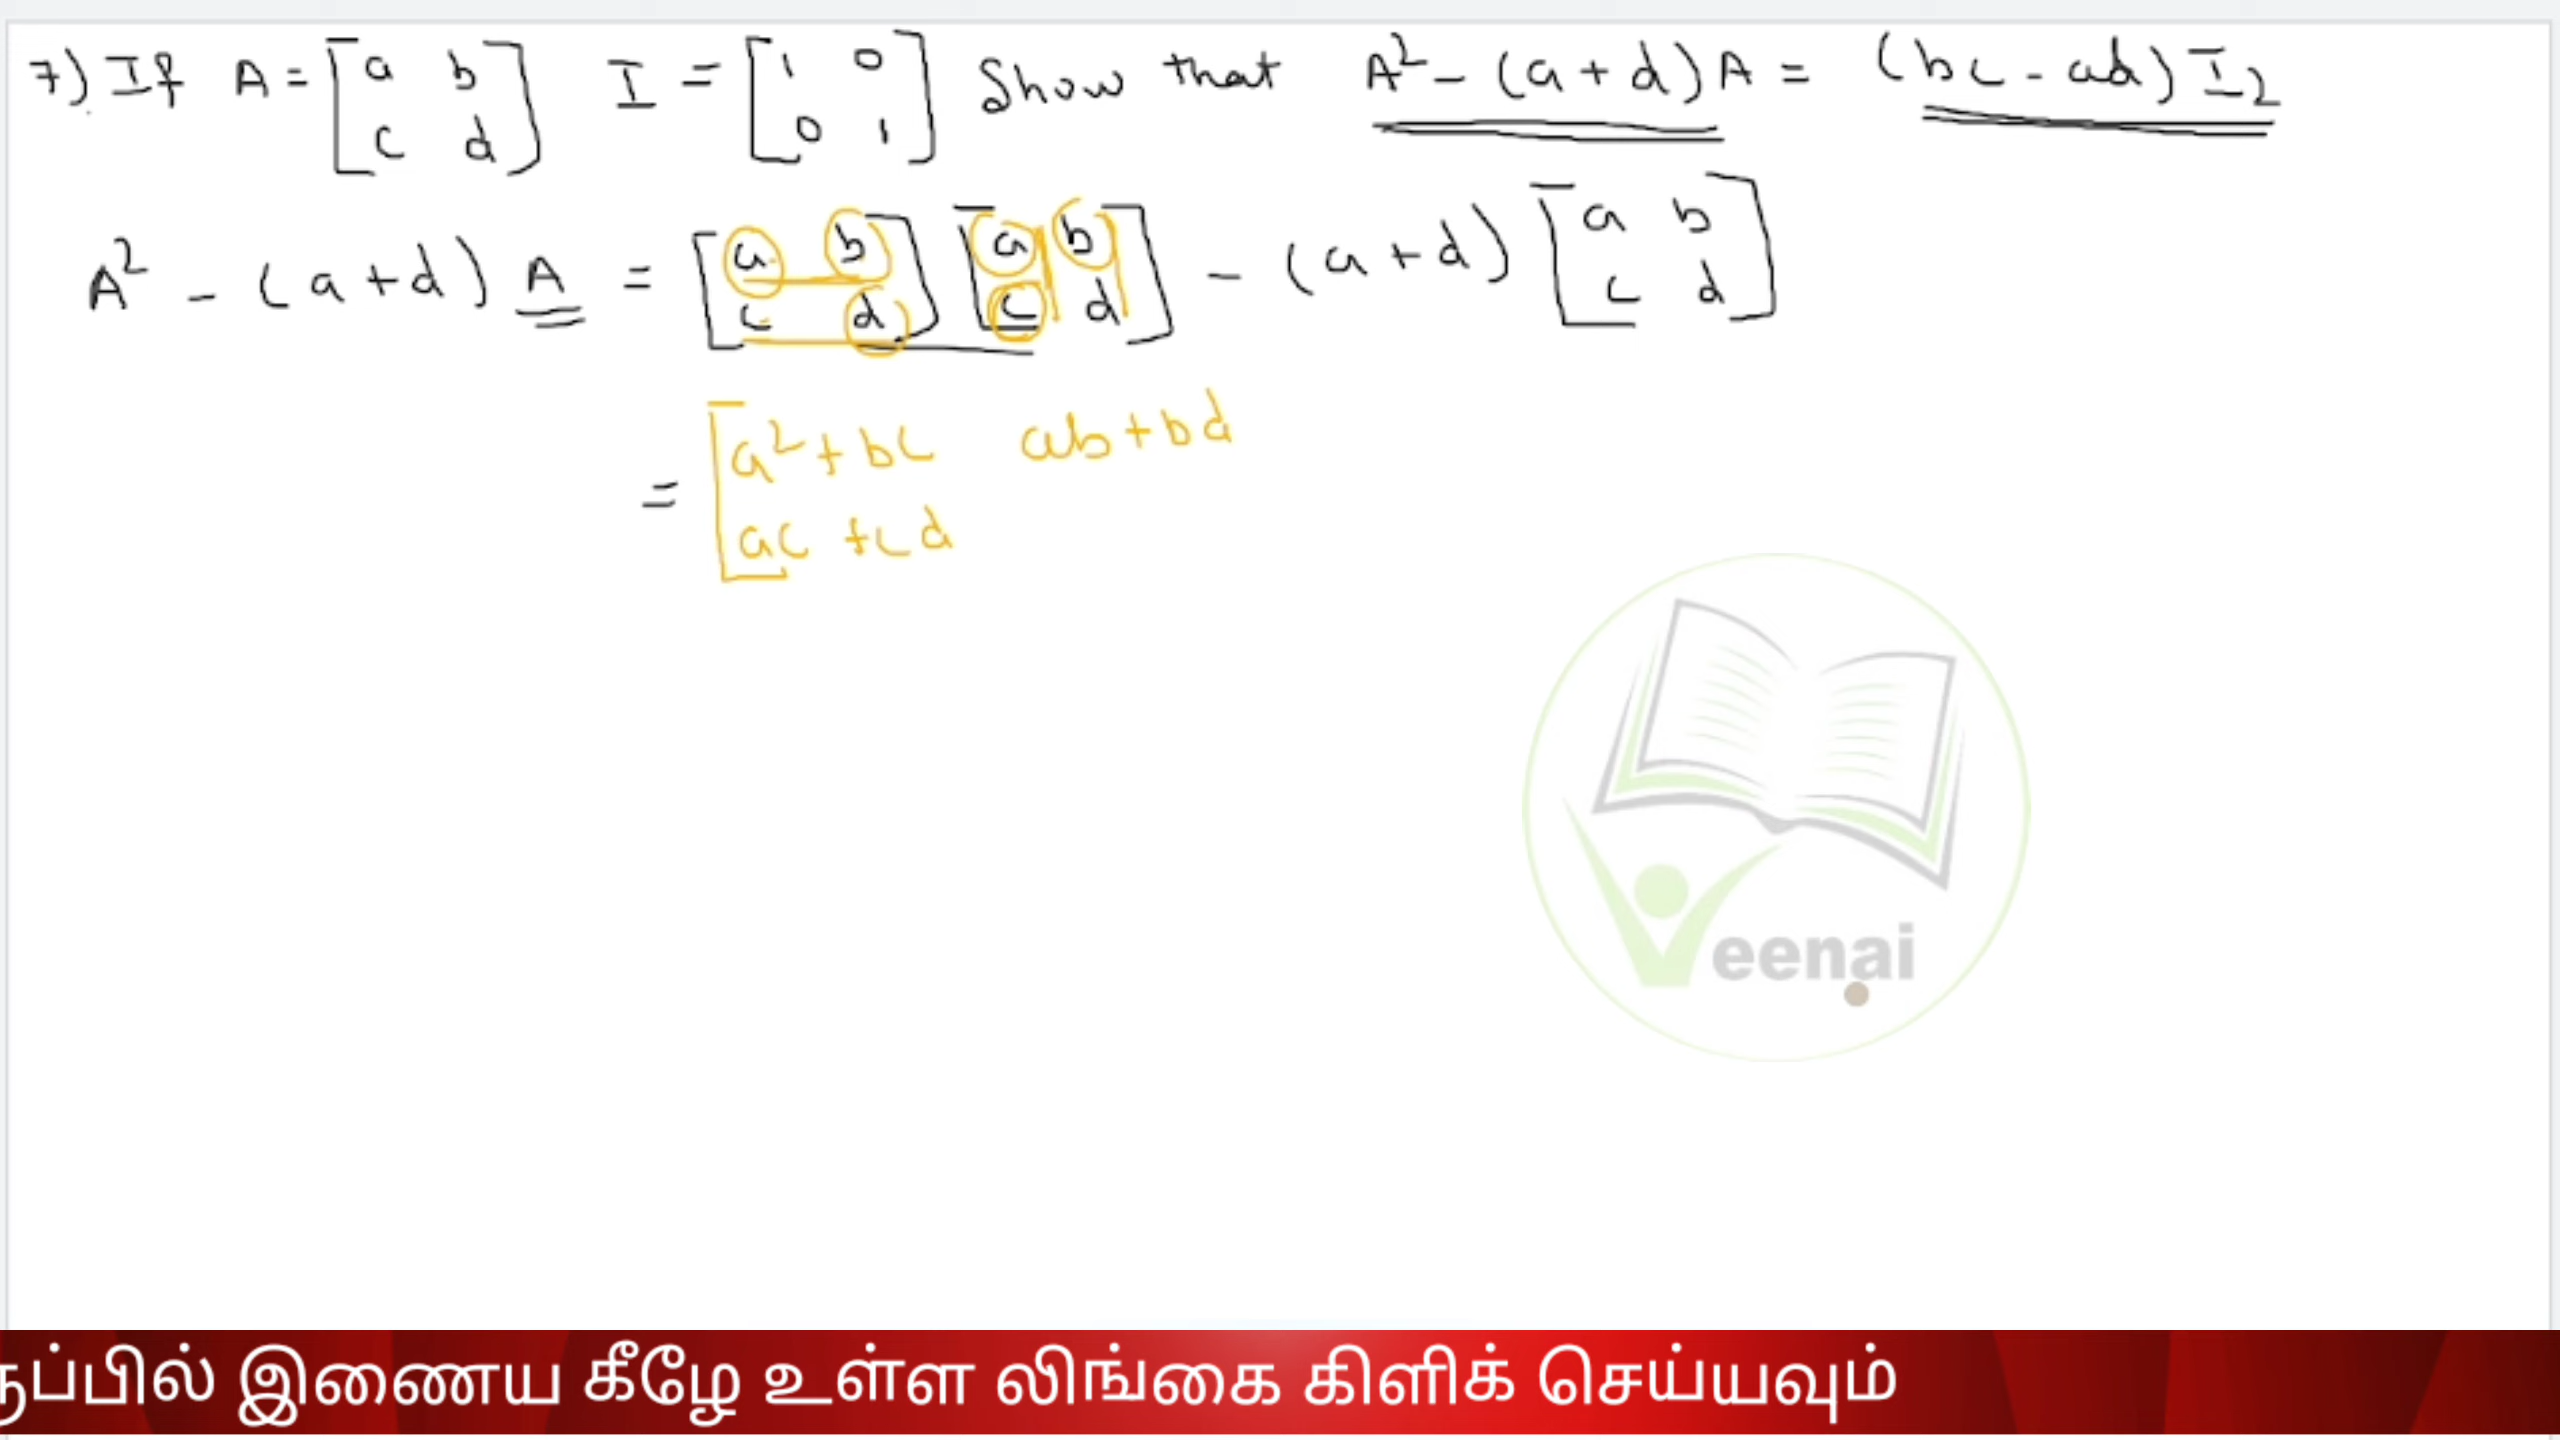 7) If A = [a b c d] I = [1 0 0 1] Show that A² - (a+d) A = (bc - ad) I₂
A² - (a+d) A = [a b c d] [a b c d] - (a+d) [a b c d]
= [a² + bc ab + bd
ac + cd
Veenai
ப்பில் இணைய கீழே உள்ள லிங்கை கிளிக் செய்யவும்